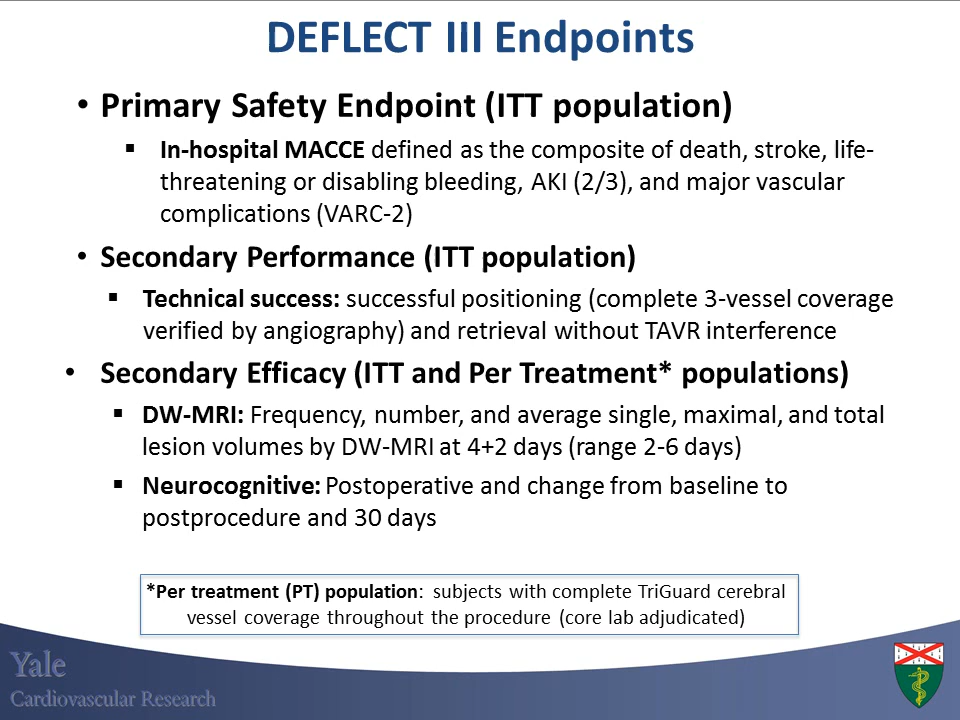 DEFLECT III Endpoints
• Primary Safety Endpoint (ITT population)
▪ In-hospital MACCE defined as the composite of death, stroke, life-
threatening or disabling bleeding, AKI (2/3), and major vascular
complications (VARC-2)
• Secondary Performance (ITT population)
▪ Technical success: successful positioning (complete 3-vessel coverage
verified by angiography) and retrieval without TAVR interference
• Secondary Efficacy (ITT and Per Treatment* populations)
▪ DW-MRI: Frequency, number, and average single, maximal, and total
lesion volumes by DW-MRI at 4+2 days (range 2-6 days)
▪ Neurocognitive: Postoperative and change from baseline to
postprocedure and 30 days
*Per treatment (PT) population: subjects with complete TriGuard cerebral
vessel coverage throughout the procedure (core lab adjudicated)
Yale
Cardiovascular Research